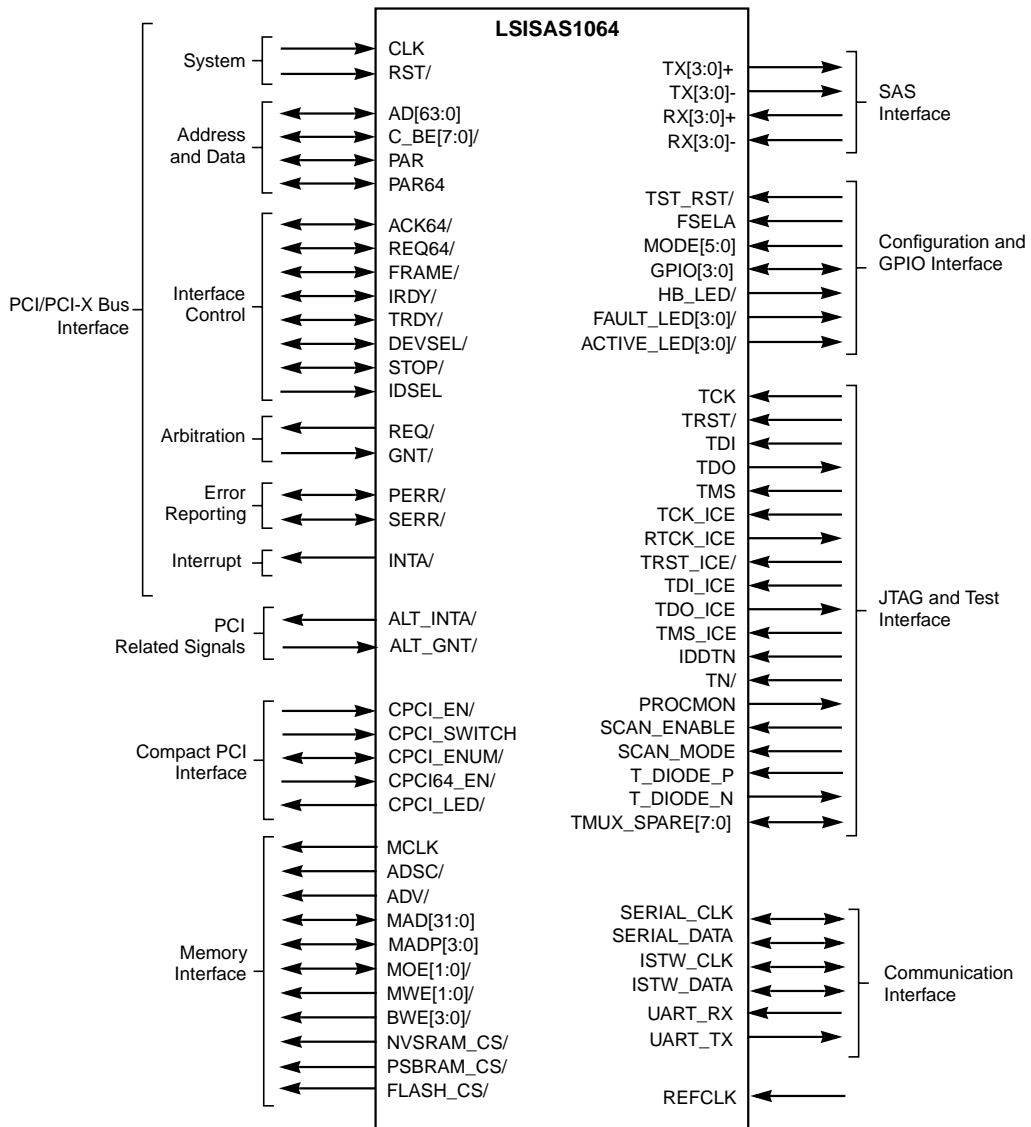 LSISAS1064
PCI/PCI-X Bus
Interface
System
CLK
RST/
Address
and Data
AD[63:0]
C_BE[7:0]/
PAR
PAR64
Interface
Control
ACK64/
REQ64/
FRAME/
IRDY/
TRDY/
DEVSEL/
STOP/
IDSEL
Arbitration
REQ/
GNT/
Error
Reporting
PERR/
SERR/
Interrupt
INTA/
PCI
Related Signals
ALT_INTA/
ALT_GNT/
Compact PCI
Interface
CPCI_EN/
CPCI_SWITCH
CPCI_ENUM/
CPCI64_EN/
CPCI_LED/
Memory
Interface
MCLK
ADSC/
ADV/
MAD[31:0]
MADP[3:0]
MOE[1:0]/
MWE[1:0]/
BWE[3:0]/
NVSRAM_CS/
PSBRAM_CS/
FLASH_CS/
TX[3:0]+
TX[3:0]-
RX[3:0]+
RX[3:0]-
SAS
Interface
TST_RST/
FSELA
MODE[5:0]
GPIO[3:0]
HB_LED/
FAULT_LED[3:0]/
ACTIVE_LED[3:0]/
Configuration and
GPIO Interface
TCK
TRST/
TDI
TDO
TMS
TCK_ICE
RTCK_ICE
TRST_ICE/
TDI_ICE
TDO_ICE
TMS_ICE
IDDTN
TN/
PROCMON
SCAN_ENABLE
SCAN_MODE
T_DIODE_P
T_DIODE_N
TMUX_SPARE[7:0]
JTAG and Test
Interface
SERIAL_CLK
SERIAL_DATA
ISTW_CLK
ISTW_DATA
UART_RX
UART_TX
Communication
Interface
REFCLK